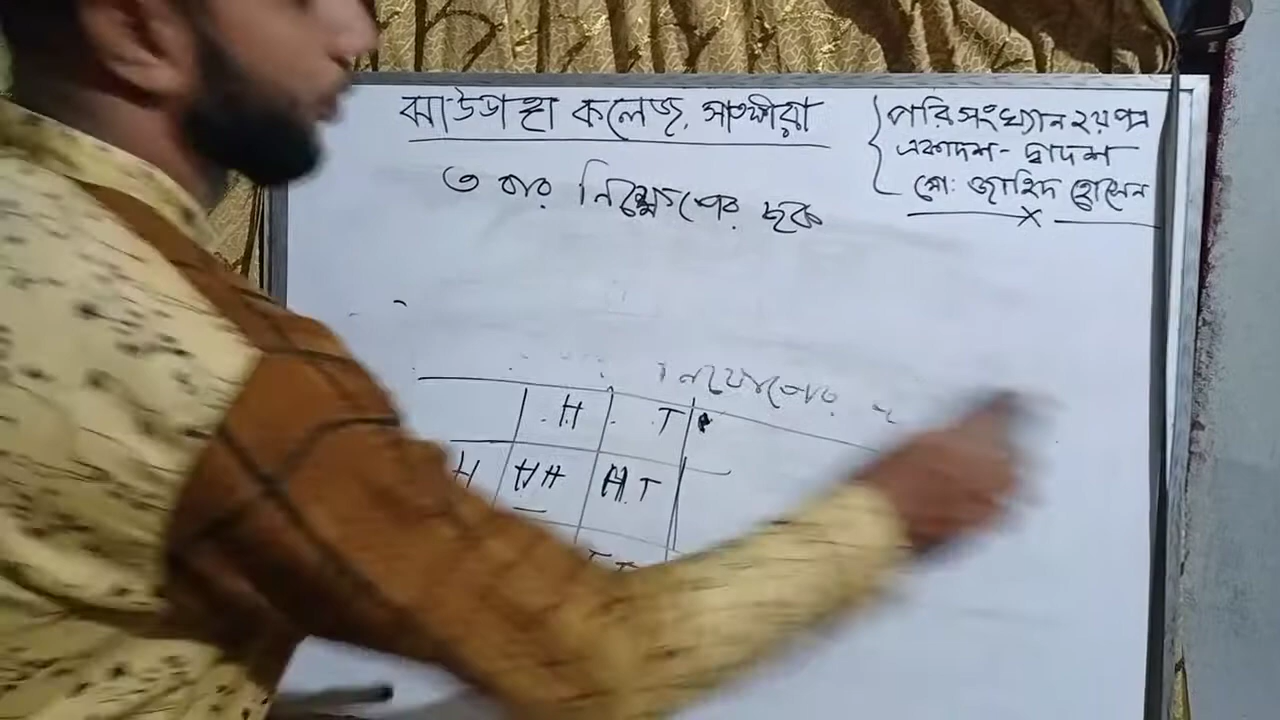 ঝাউডাঙ্গা কলেজ, সাতক্ষীরা
পরিসংখ্যান ২য় পত্র
একাদশ - দ্বাদশ
মো: জাহিদ হোসেন
৩ বার নিক্ষেপের ছক
H T
H HH HT